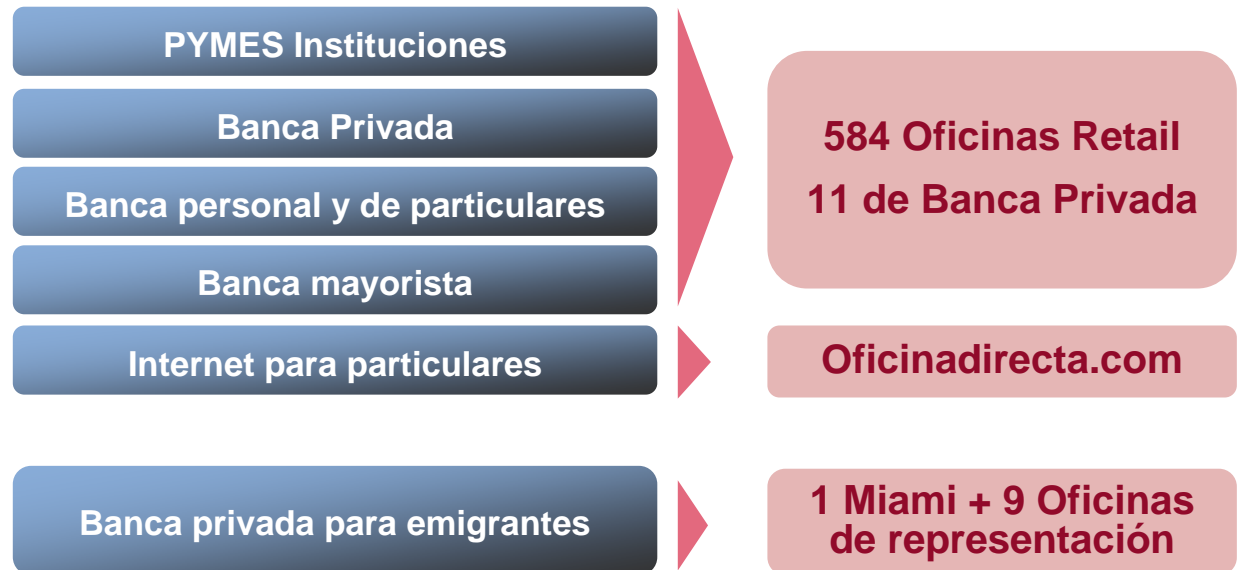 PYMES Instituciones
Banca Privada
Banca personal y de particulares
Banca mayorista
584 Oficinas Retail
11 de Banca Privada
Internet para particulares
Oficinadirecta.com
Banca privada para emigrantes
1 Miami + 9 Oficinas
de representación